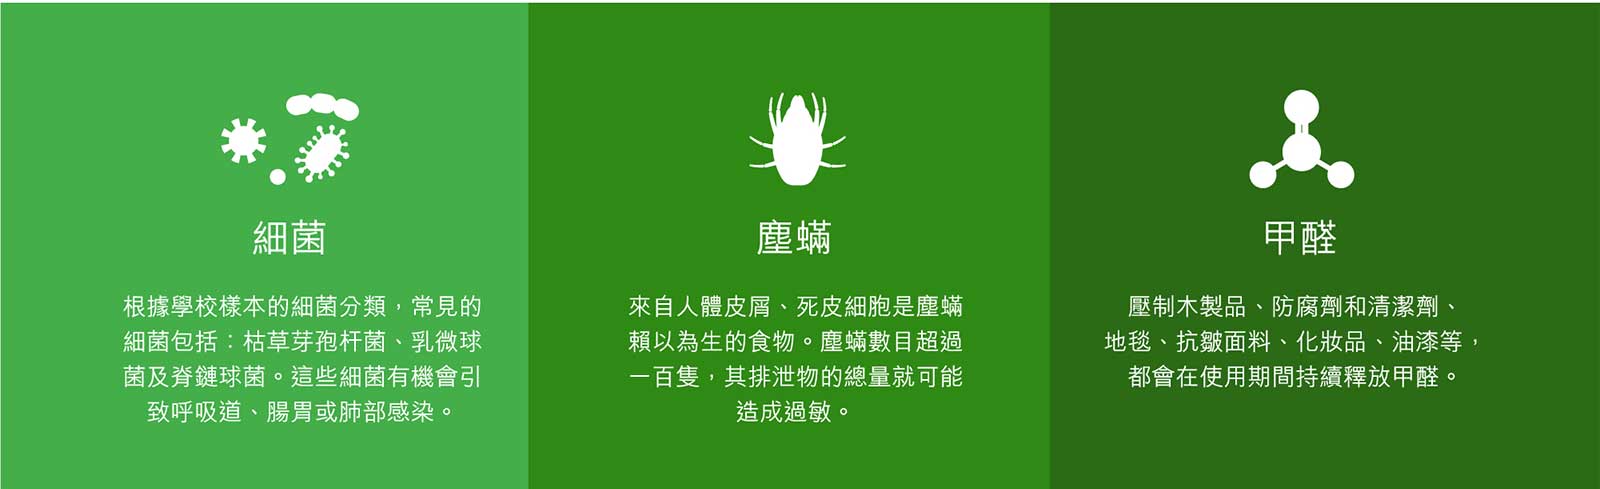 細菌
根據學校樣本的細菌分類，常見的
細菌包括：枯草芽孢杆菌、乳微球
菌及脊鏈球菌。這些細菌有機會引
致呼吸道、腸胃或肺部感染。
塵蟎
來自人體皮屑、死皮細胞是塵蟎
賴以為生的食物。塵蟎數目超過
一百隻，其排泄物的總量就可能
造成過敏。
甲醛
壓制木製品、防腐劑和清潔劑、
地毯、抗皺面料、化妝品、油漆等，
都會在使用期間持續釋放甲醛。